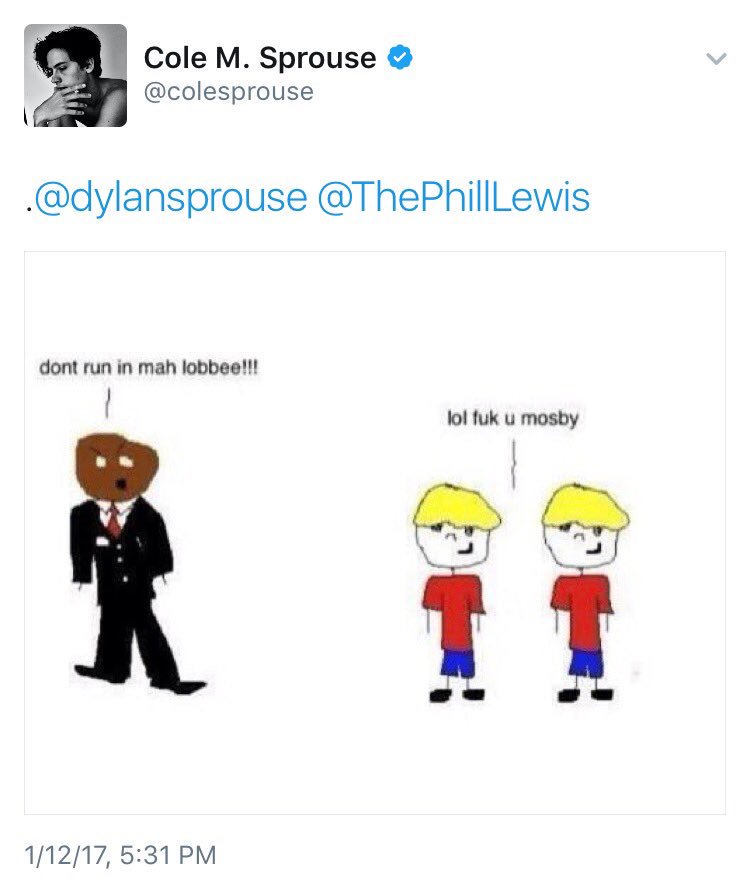 Cole M. Sprouse
@colesprouse
.@dylansprouse @ThePhillLewis
dont run in mah lobbee!!!
lol fuk u mosby
1/12/17, 5:31 PM